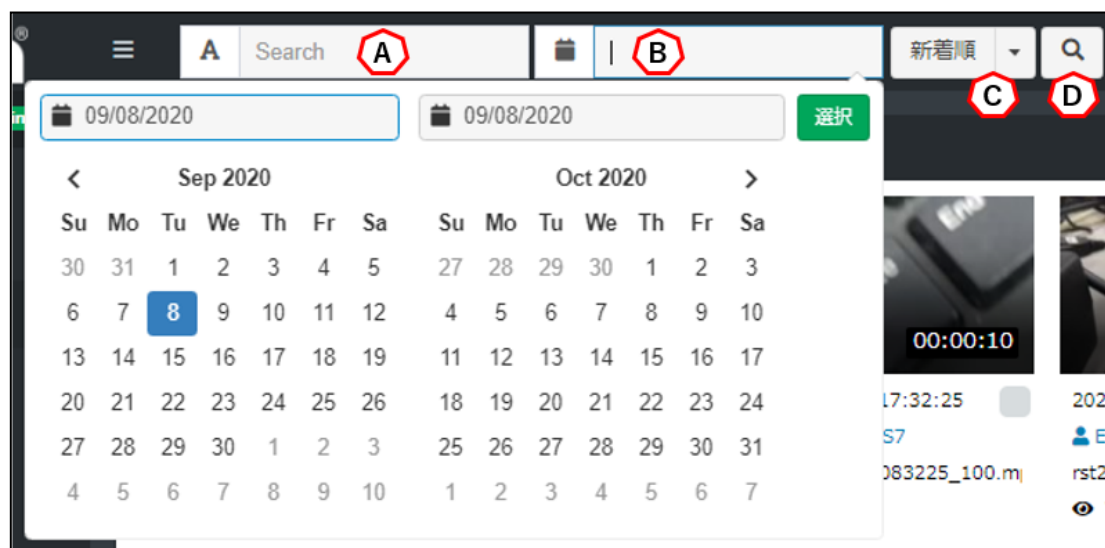 ®
A Search A B 新着順 C D
in 09/08/2020 09/08/2020 選択
Sep 2020 Oct 2020
Su Mo Tu We Th Fr Sa Su Mo Tu We Th Fr Sa
30 31 1 2 3 4 5 27 28 29 30 1 2 3
6 7 8 9 10 11 12 4 5 6 7 8 9 10
End
00:00:10
13 14 15 16 17 18 19 11 12 13 14 15 16 17
20 21 22 23 24 25 26 18 19 20 21 22 23 24
17:32:25 202
27 28 29 30 1 2 3 25 26 27 28 29 30 31
S7 E
4 5 6 7 8 9 10 1 2 3 4 5 6 7
083225_100.m rst2